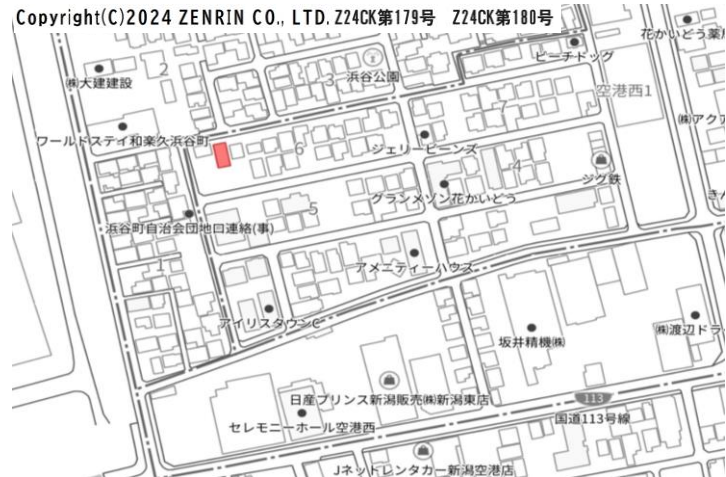 Copyright(C)2024 ZENRIN CO., LTD. Z24CK第179号 Z24CK第180号
花かいどう薬
ピーチドッグ
2
㈱大建建設
3
浜谷公園
空港西1
7
㈱アクア
ワールドステイ和楽久浜谷町
6
ジェリービーンズ
4
ジグ鉄
グランメゾン花かいどう
き
5
浜谷町自治会団地口連絡(事)
1
アメニティーハウス
アイリスタウンC
坂井精機㈱
㈱渡辺ドラ
日産プリンス新潟販売㈱新潟東店
113
セレモニーホール空港西
国道113号線
Jネットレンタカー新潟空港店